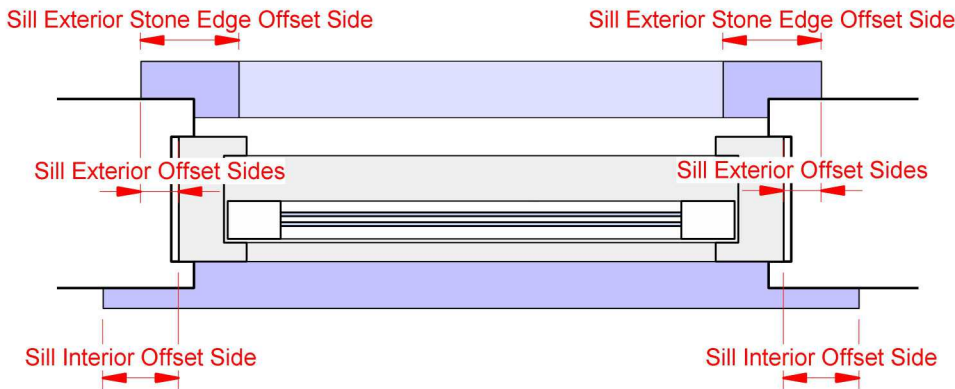 Sill Exterior Stone Edge Offset Side
Sill Exterior Stone Edge Offset Side
Sill Exterior Offset Sides
Sill Exterior Offset Sides
Sill Interior Offset Side
Sill Interior Offset Side